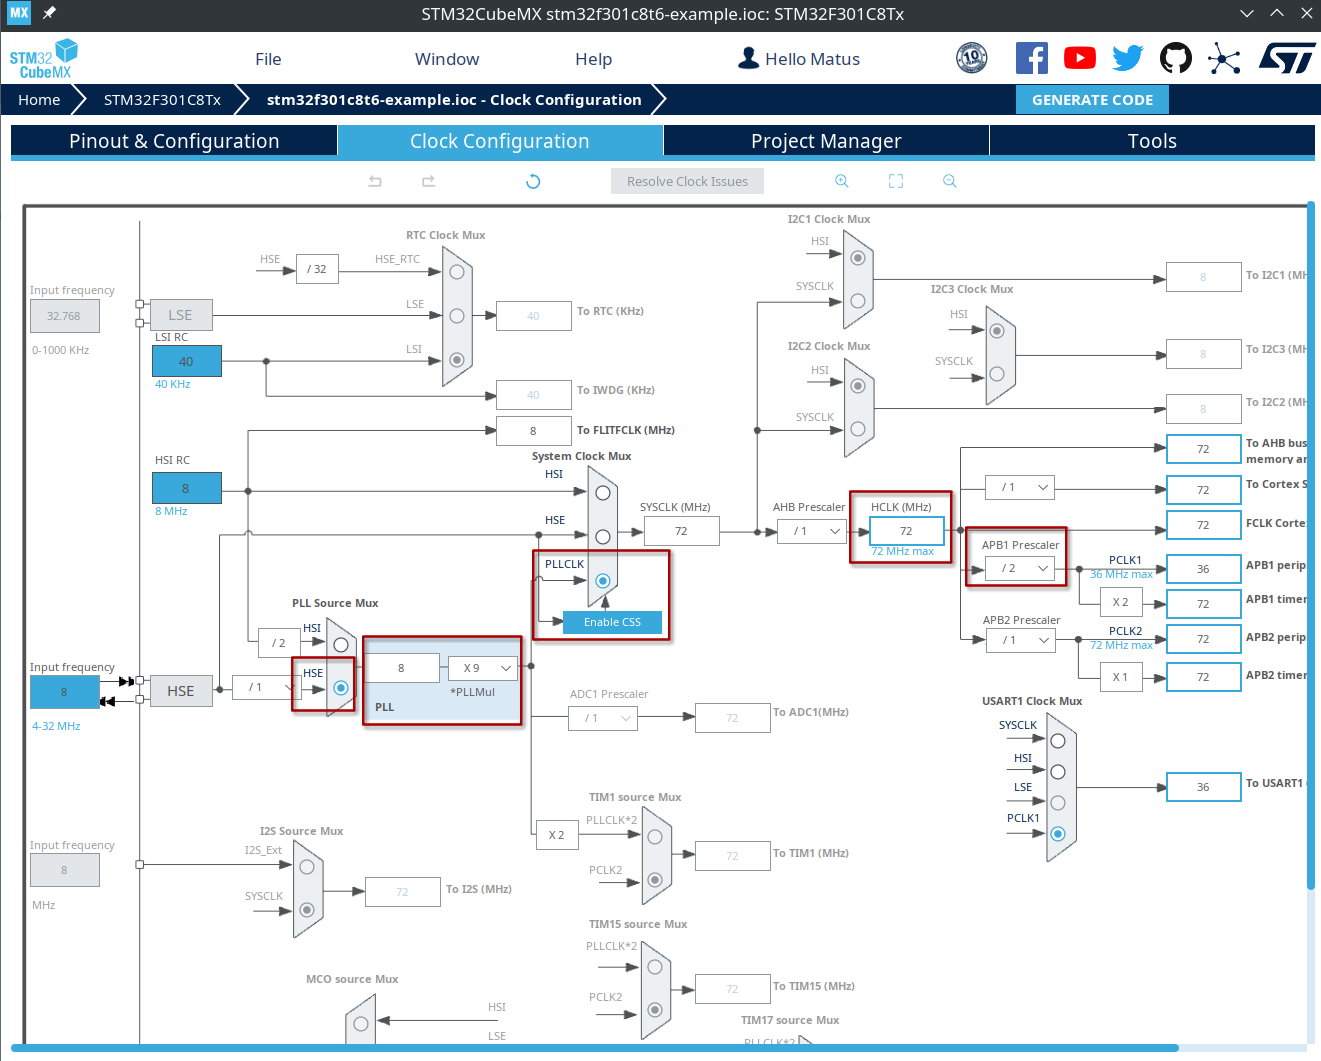 MX
STM32CubeMX stm32f301c8t6-example.ioc: STM32F301C8Tx
STM32
CubeMX
File
Window
Help
Hello Matus
10
YEARS
ST
Home
STM32F301C8Tx
stm32f301c8t6-example.ioc - Clock Configuration
GENERATE CODE
Pinout & Configuration
Clock Configuration
Project Manager
Tools
Resolve Clock Issues
I2C1 Clock Mux
HSI
SYSCLK
8
To I2C1 (MH
RTC Clock Mux
HSE
/ 32
HSE_RTC
LSE
LSI
40
To RTC (KHz)
Input frequency
32.768
0-1000 KHz
LSE
LSI RC
40
40 KHz
I2C3 Clock Mux
HSI
SYSCLK
8
To I2C3 (MH
I2C2 Clock Mux
HSI
SYSCLK
8
To I2C2 (MH
40
To IWDG (KHz)
8
To FLITFCLK (MHz)
HSI RC
8
8 MHz
System Clock Mux
HSI
HSE
PLLCLK
Enable CSS
SYSCLK (MHz)
72
AHB Prescaler
/ 1
HCLK (MHz)
72
72 MHz max
72
To AHB bus
memory ar
/ 1
72
To Cortex S
72
FCLK Corte
APB1 Prescaler
/ 2
PCLK1
36 MHz max
36
APB1 perip
X 2
72
APB1 timer
APB2 Prescaler
/ 1
PCLK2
72 MHz max
72
APB2 perip
X 1
72
APB2 timer
PLL Source Mux
/ 2
HSI
HSE
Input frequency
8
4-32 MHz
HSE
/ 1
8
X 9
*PLLMul
PLL
ADC1 Prescaler
/ 1
72
To ADC1(MHz)
USART1 Clock Mux
SYSCLK
HSI
LSE
PCLK1
36
To USART1
TIM1 source Mux
PLLCLK*2
X 2
PCLK2
72
To TIM1 (MHz)
I2S Source Mux
I2S_Ext
SYSCLK
72
To I2S (MHz)
Input frequency
8
MHz
TIM15 source Mux
PLLCLK*2
PCLK2
72
To TIM15 (MHz)
MCO source Mux
HSI
LSE
TIM17 source Mux
PLLCLK*2